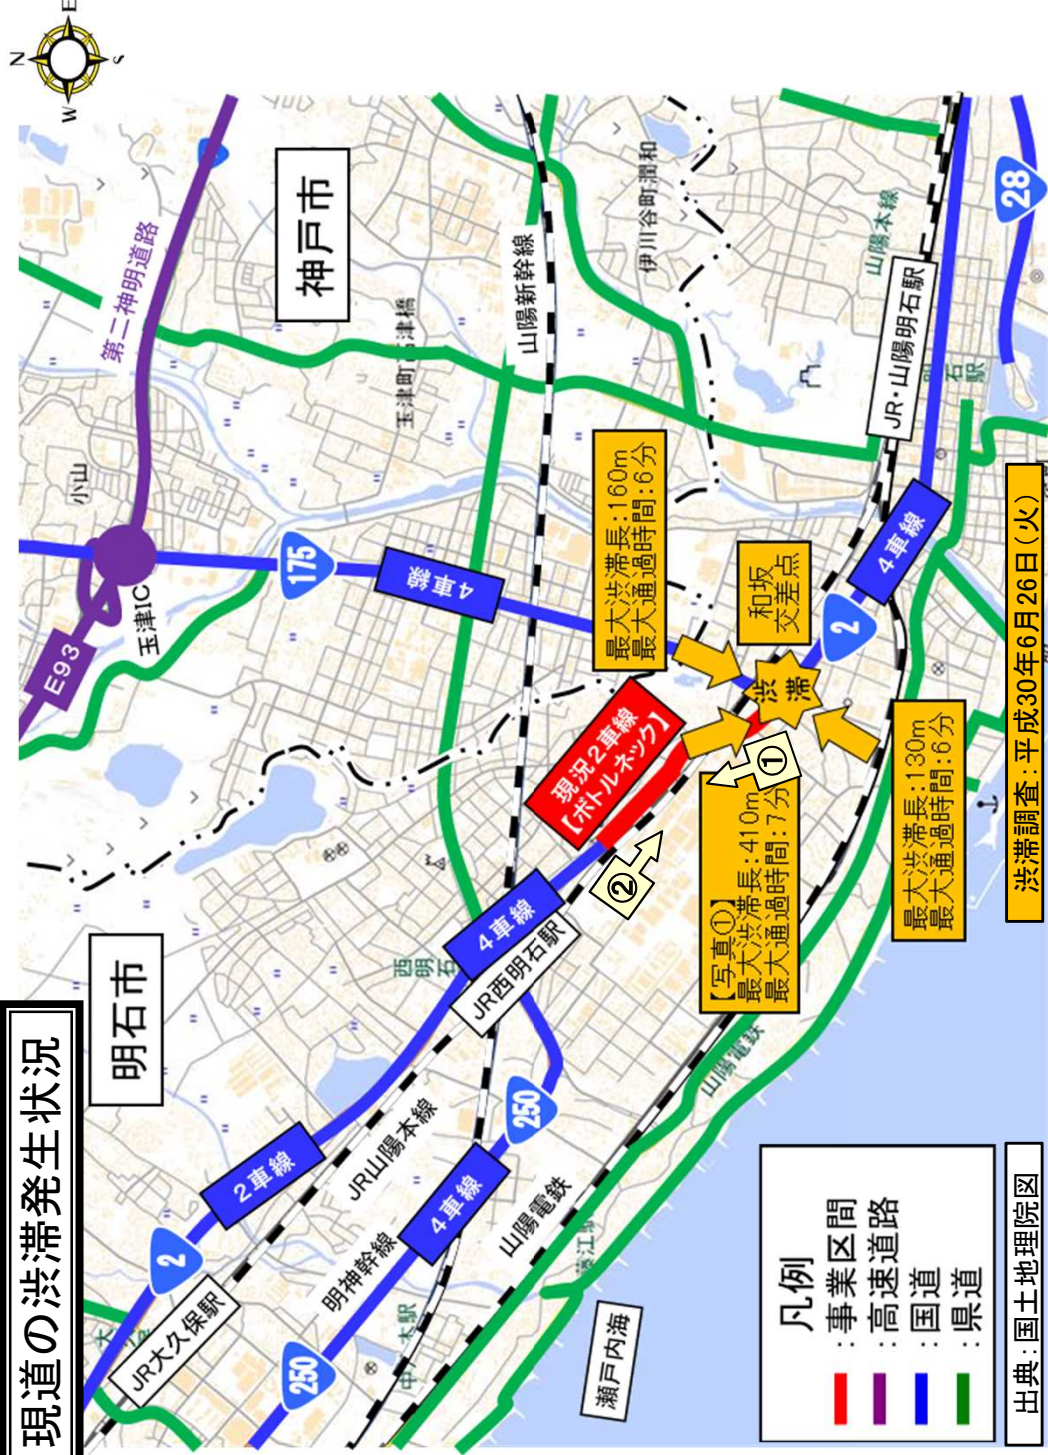 現道の渋滞発生状況
明石市
神戸市
N
E
S
W
第二神明道路
小山
E93
玉津IC
175
4車線
山陽新幹線
伊川谷町潤和
山陽本線
JR・山陽明石駅
28
最大渋滞長:160m
最大通過時間:6分
和坂
交差点
渋
滞
2
4車線
現況2車線
【ボトルネック】
①
②
【写真①】
最大渋滞長:410m
最大通過時間:7分
最大渋滞長:130m
最大通過時間:6分
渋滞調査:平成30年6月26日(火)
4車線
西
明
石
JR西明石駅
2車線
2
JR山陽本線
JR大久保駅
250
4車線
明神幹線
250
山陽電鉄
山陽電鉄
瀬戸内海
凡例
:事業区間
:高速道路
:国道
:県道
出典:国土地理院図